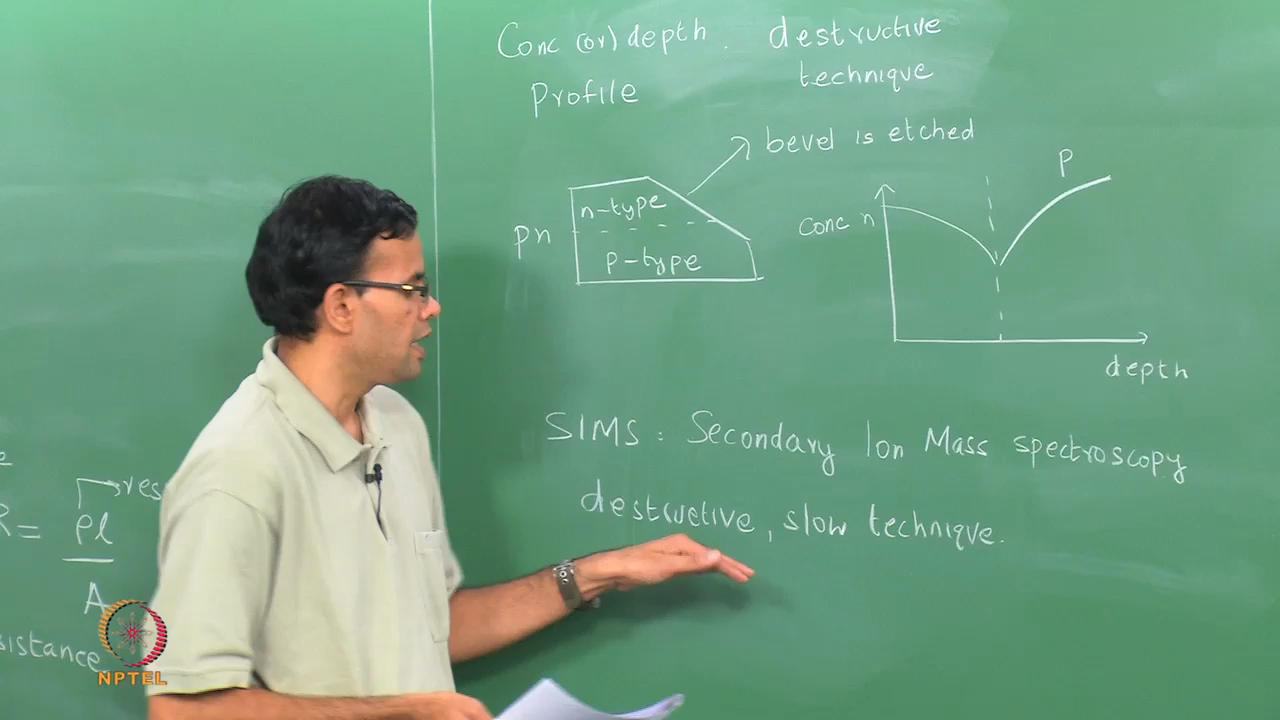 Conc (or) depth
Profile
destructive
technique
bevel is etched
n-type
pn
p-type
Conc n
P
depth
SIMS : Secondary Ion Mass spectroscopy
destructive, slow technique.
res
R = ρl
A
sistance
NPTEL